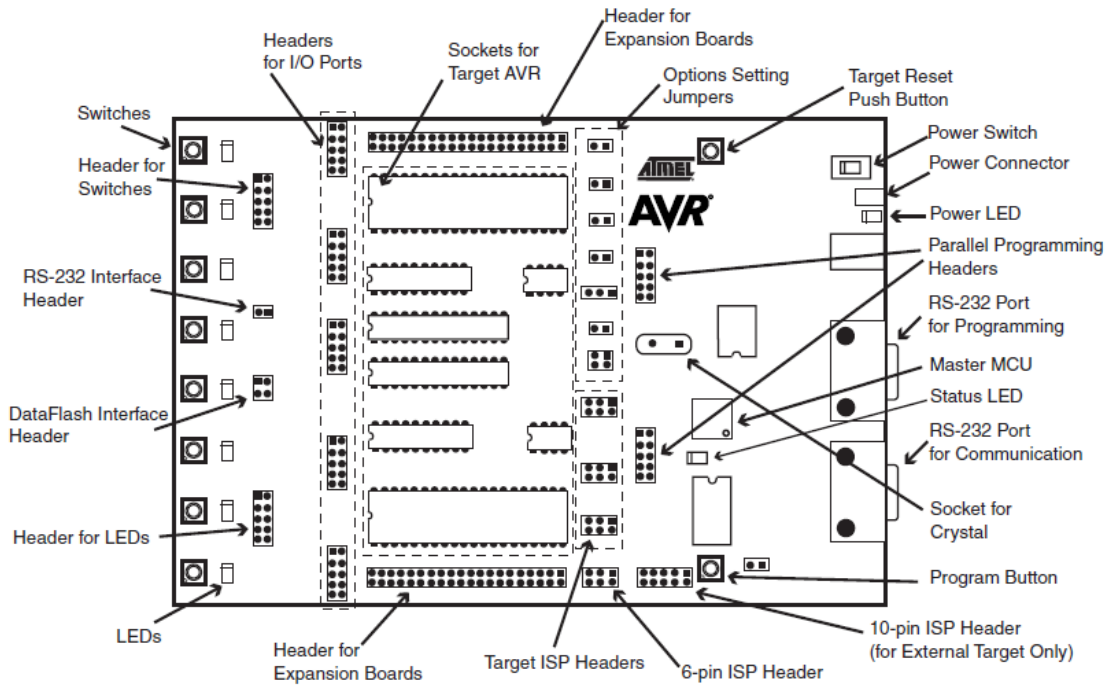 Header for
Expansion Boards
Headers
for I/O Ports
Sockets for
Target AVR
Options Setting
Jumpers
Target Reset
Push Button
Switches
Header for
Switches
Power Switch
Power Connector
Power LED
ATMEL
AVR®
Parallel Programming
Headers
RS-232 Interface
Header
RS-232 Port
for Programming
Master MCU
Status LED
DataFlash Interface
Header
RS-232 Port
for Communication
Socket for
Crystal
Header for LEDs
Program Button
LEDs
Header for
Expansion Boards
Target ISP Headers
6-pin ISP Header
10-pin ISP Header
(for External Target Only)